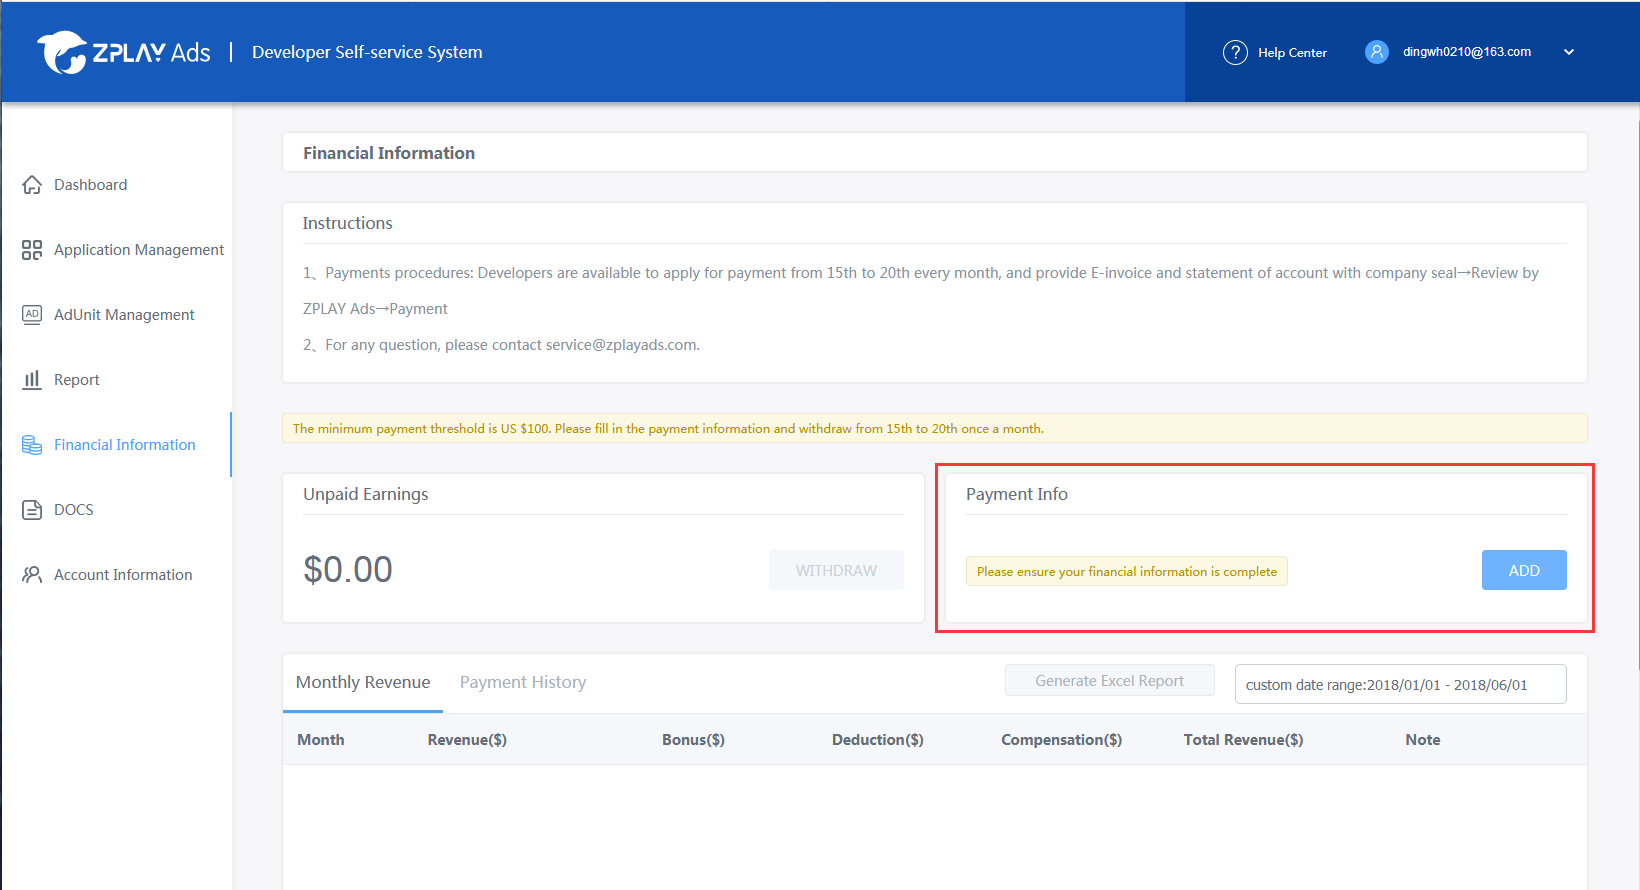 ZPLAY Ads | Developer Self-service System
Help Center
dingwh0210@163.com
Dashboard
Application Management
AD AdUnit Management
Report
Financial Information
DOCS
Account Information
Financial Information
Instructions
1、Payments procedures: Developers are available to apply for payment from 15th to 20th every month, and provide E-invoice and statement of account with company seal→Review by
ZPLAY Ads→Payment
2、For any question, please contact service@zplayads.com.
The minimum payment threshold is US $100. Please fill in the payment information and withdraw from 15th to 20th once a month.
Unpaid Earnings
$0.00
WITHDRAW
Payment Info
Please ensure your financial information is complete
ADD
Monthly Revenue
Payment History
Generate Excel Report
custom date range:2018/01/01 - 2018/06/01
Month Revenue($) Bonus($) Deduction($) Compensation($) Total Revenue($) Note